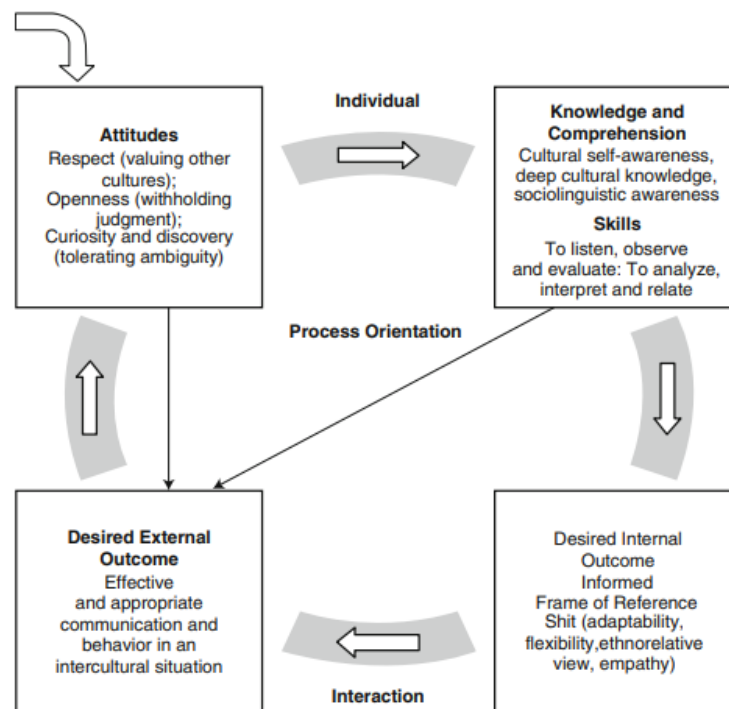 Individual
Attitudes
Respect (valuing other
cultures);
Openness (withholding
judgment);
Curiosity and discovery
(tolerating ambiguity)
Knowledge and
Comprehension
Cultural self-awareness,
deep cultural knowledge,
sociolinguistic awareness
Skills
To listen, observe
and evaluate: To analyze,
interpret and relate
Process Orientation
Desired External
Outcome
Effective
and appropriate
communication and
behavior in an
intercultural situation
Desired Internal
Outcome
Informed
Frame of Reference
Shit (adaptability,
flexibility,ethnorelative
view, empathy)
Interaction